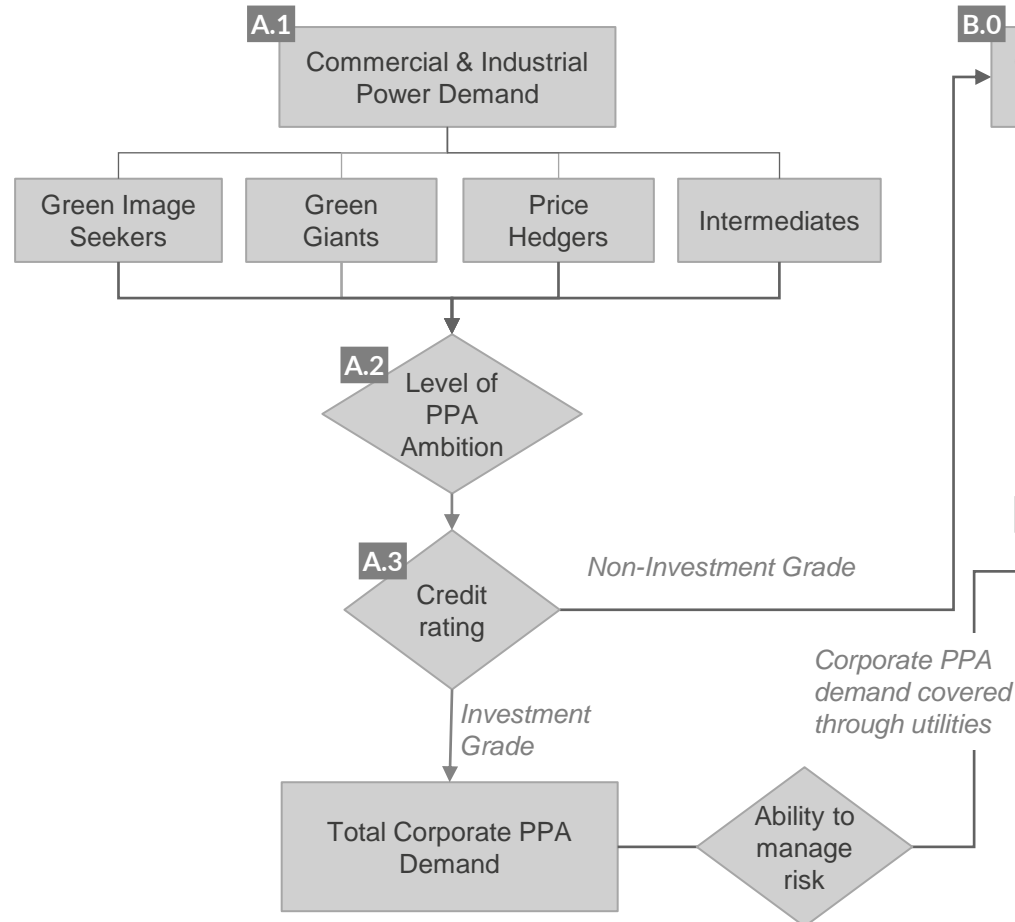 A.1
Commercial & Industrial
Power Demand
B.0
Green Image
Seekers
Green
Giants
Price
Hedgers
Intermediates
A.2
Level of
PPA
Ambition
A.3
Credit
rating
Non-Investment Grade
Investment
Grade
Corporate PPA
demand covered
through utilities
Total Corporate PPA
Demand
Ability to
manage
risk